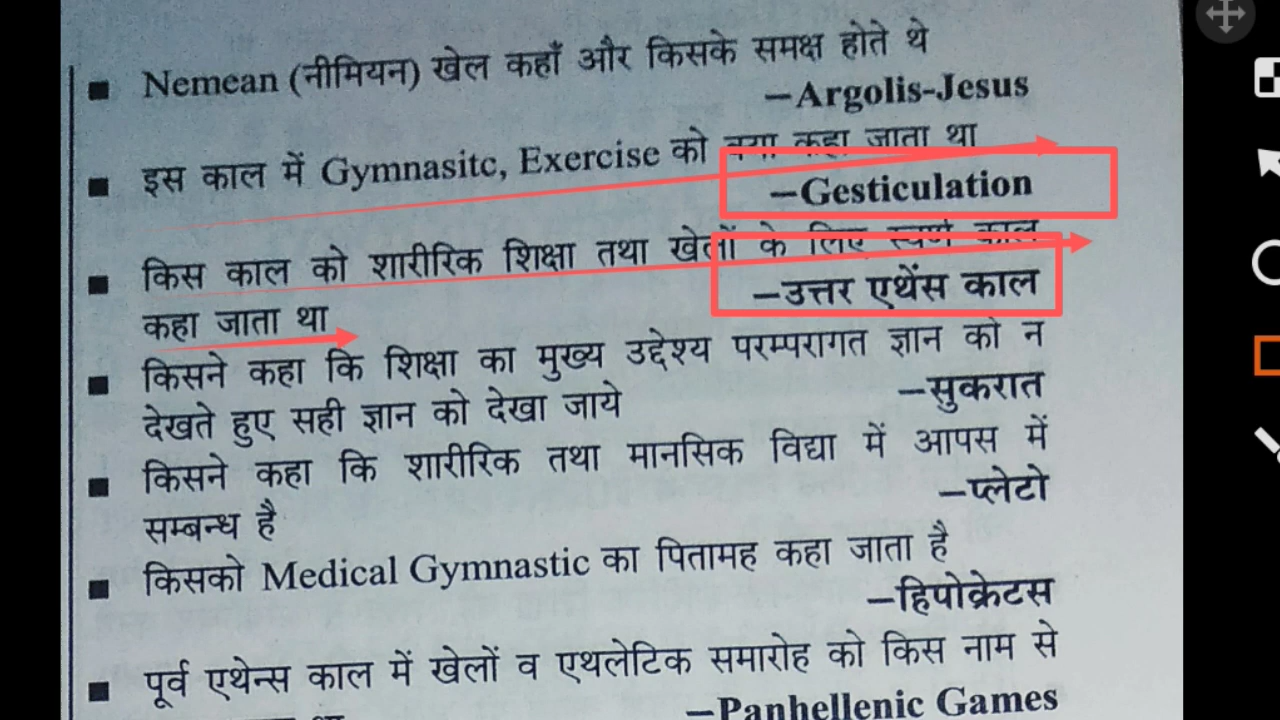 ■ Nemean (नीमियन) खेल कहाँ और किसके समक्ष होते थे
—Argolis-Jesus
■ इस काल में Gymnasitc, Exercise को क्या कहा जाता था
—Gesticulation
■ किस काल को शारीरिक शिक्षा तथा खेलों के लिए स्वर्ण काल
कहा जाता था —उत्तर एथेंस काल
■ किसने कहा कि शिक्षा का मुख्य उद्देश्य परम्परागत ज्ञान को न
देखते हुए सही ज्ञान को देखा जाये —सुकरात
■ किसने कहा कि शारीरिक तथा मानसिक विद्या में आपस में
सम्बन्ध है —प्लेटो
■ किसको Medical Gymnastic का पितामह कहा जाता है
—हिपोक्रेटस
■ पूर्व एथेन्स काल में खेलों व एथलेटिक समारोह को किस नाम से
—Panhellenic Games